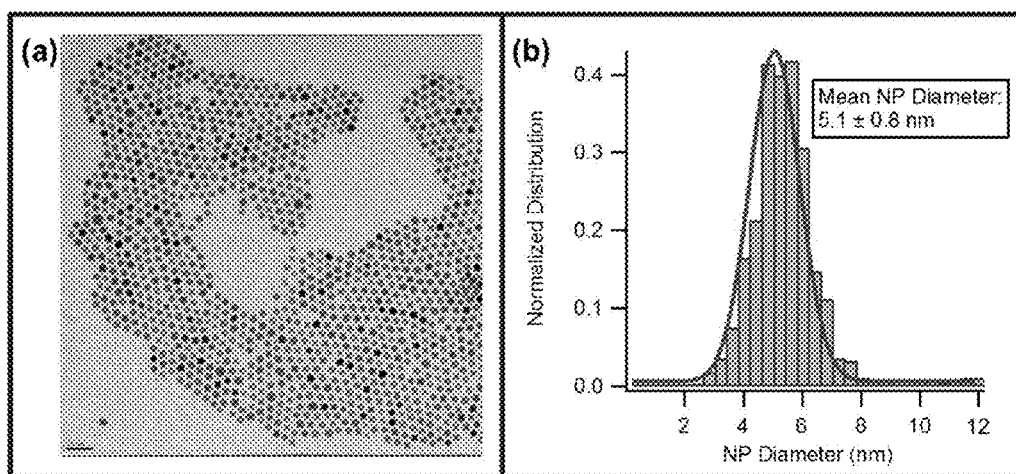 (a)
(b)
Normalized Distribution
0.4
0.3
0.2
0.1
0.0
Mean NP Diameter:
5.1 ± 0.8 nm
2 4 6 8 10 12
NP Diameter (nm)